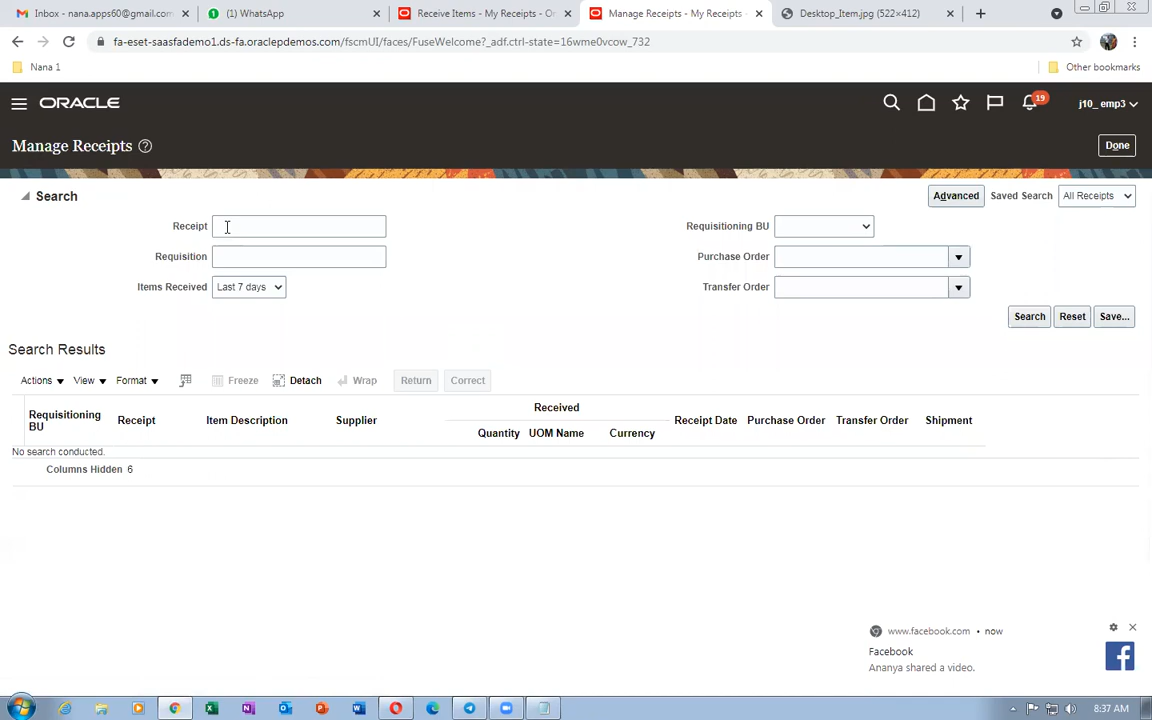 Inbox - nana.apps60@gmail.com
(1) WhatsApp
Receive Items - My Receipts - Or
Manage Receipts - My Receipts -
Desktop_Item.jpg (522×412)
fa-eset-saasfademo1.ds-fa.oraclepdemos.com/fscmUI/faces/FuseWelcome?_adf.ctrl-state=16wme0vcow_732
Nana 1
Other bookmarks
ORACLE
19
j10_ emp3
Manage Receipts
Done
Search
Advanced
Saved Search
All Receipts
Receipt
Requisitioning BU
Requisition
Purchase Order
Items Received
Last 7 days
Transfer Order
Search
Reset
Save...
Search Results
Actions
View
Format
Freeze
Detach
Wrap
Return
Correct
Requisitioning BU
Receipt
Item Description
Supplier
Received
Quantity
UOM Name
Currency
Receipt Date
Purchase Order
Transfer Order
Shipment
No search conducted.
Columns Hidden 6
www.facebook.com • now
Facebook
Ananya shared a video.
8:37 AM